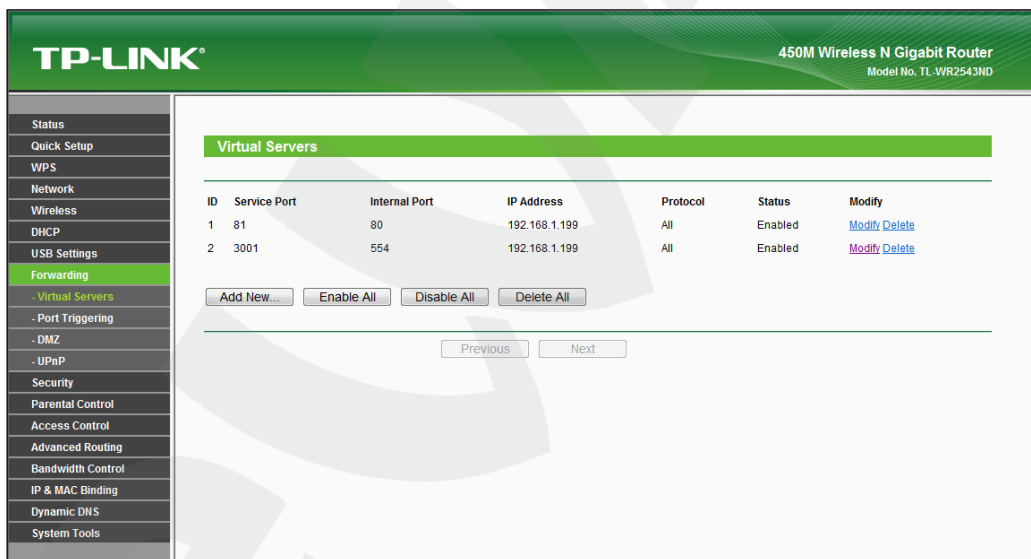 TP-LINK®
450M Wireless N Gigabit Router
Model No. TL-WR2543ND
Status
Quick Setup
WPS
Network
Wireless
DHCP
USB Settings
Forwarding
- Virtual Servers
- Port Triggering
- DMZ
- UPnP
Security
Parental Control
Access Control
Advanced Routing
Bandwidth Control
IP & MAC Binding
Dynamic DNS
System Tools
Virtual Servers
ID Service Port Internal Port IP Address Protocol Status Modify
1 81 80 192.168.1.199 All Enabled Modify Delete
2 3001 554 192.168.1.199 All Enabled Modify Delete
Add New... Enable All Disable All Delete All
Previous Next